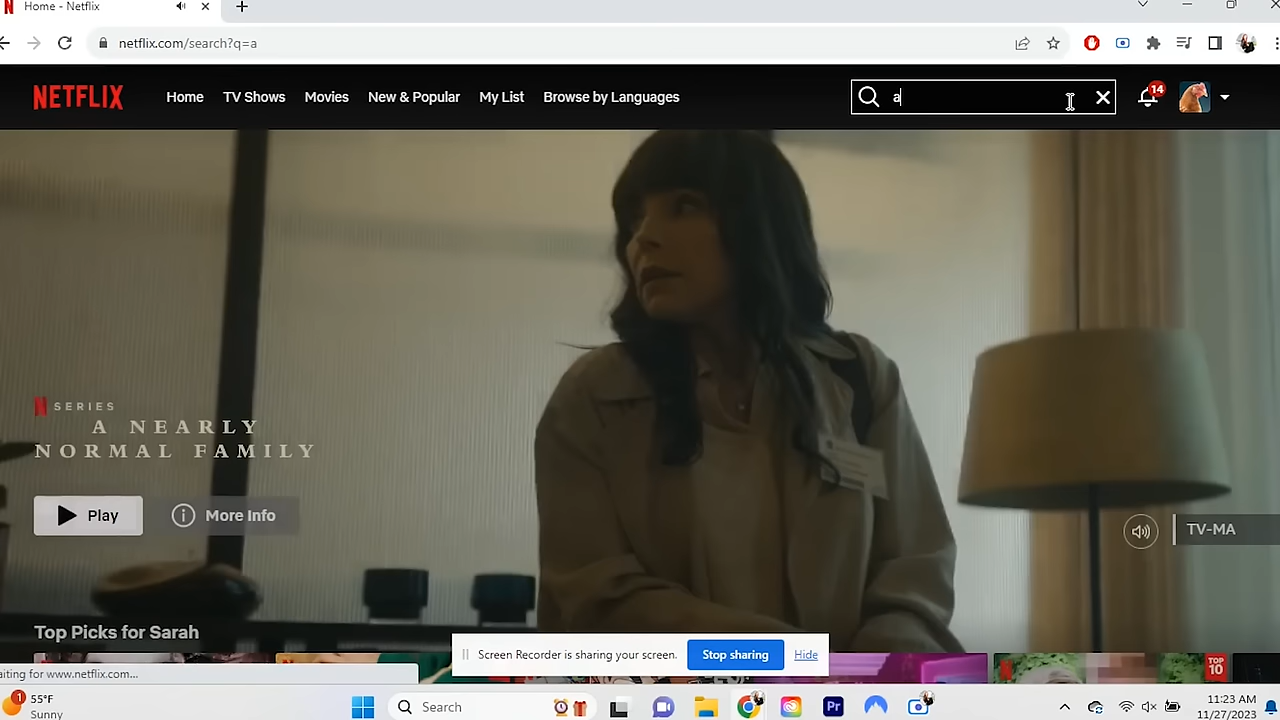 Home - Netflix
netflix.com/search?q=a
NETFLIX
Home
TV Shows
Movies
New & Popular
My List
Browse by Languages
a
14
SERIES
A NEARLY
NORMAL FAMILY
Play
More Info
TV-MA
Top Picks for Sarah
Screen Recorder is sharing your screen.
Stop sharing
Hide
TOP
10
aiting for www.netflix.com...
1
55°F
Sunny
Search
Pr
11:23 AM
11/27/2023